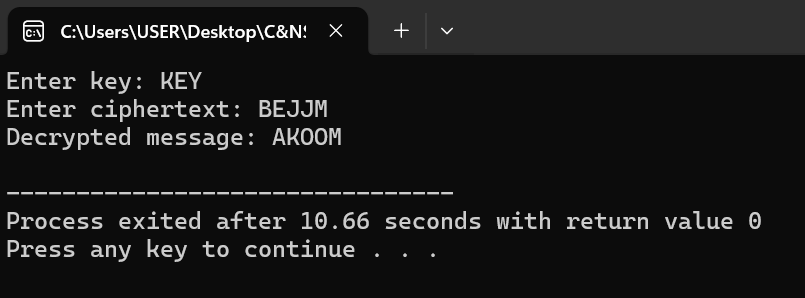 C:\Users\USER\Desktop\C&NS
Enter key: KEY
Enter ciphertext: BEJJM
Decrypted message: AKOOM
--------------------------------
Process exited after 10.66 seconds with return value 0
Press any key to continue . . .